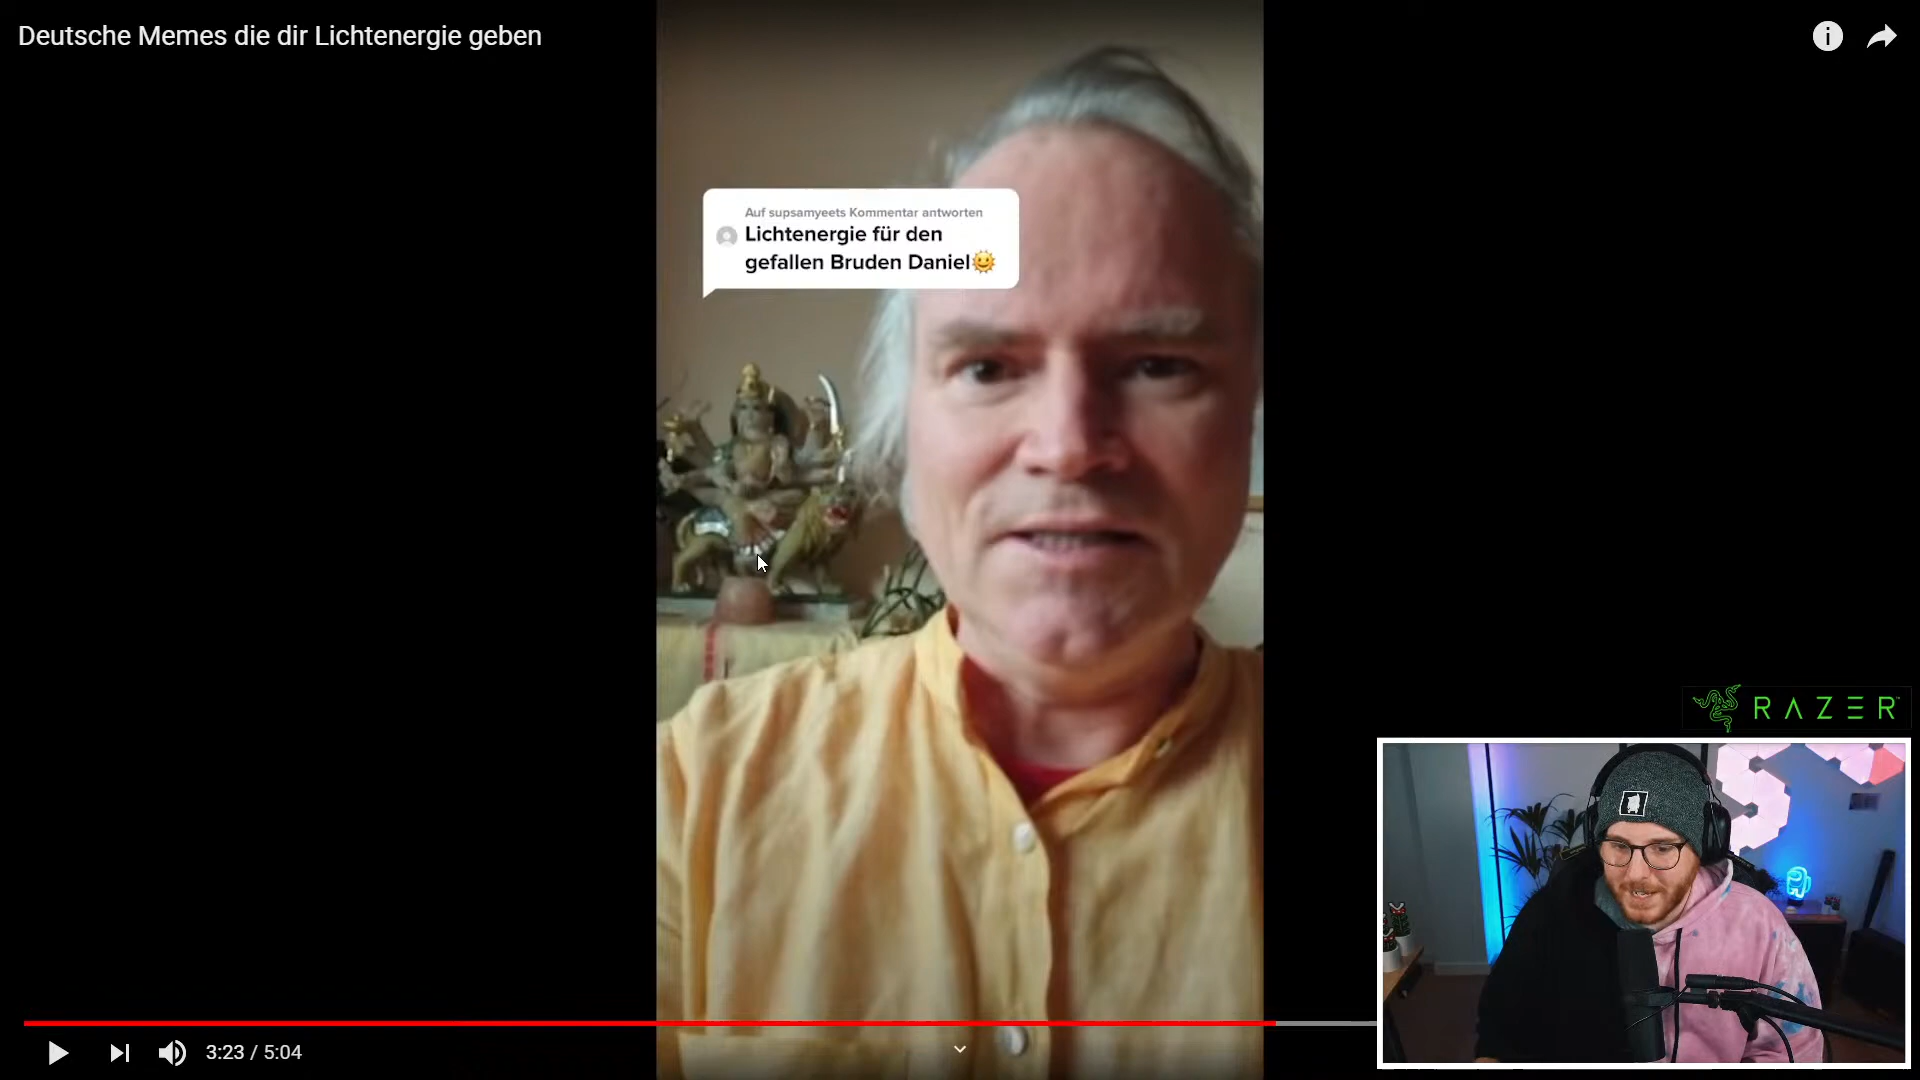 Deutsche Memes die dir Lichtenergie geben
Auf supsamyeets Kommentar antworten
Lichtenergie für den
gefallen Bruden Daniel
RAZER
3:23 / 5:04